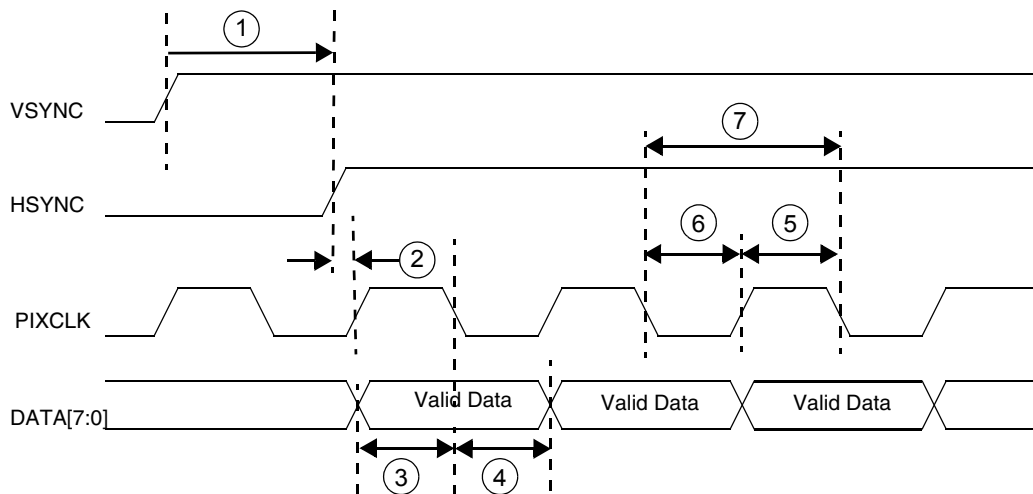 1
VSYNC
7
HSYNC
6
5
2
PIXCLK
Valid Data
Valid Data
Valid Data
DATA[7:0]
3
4